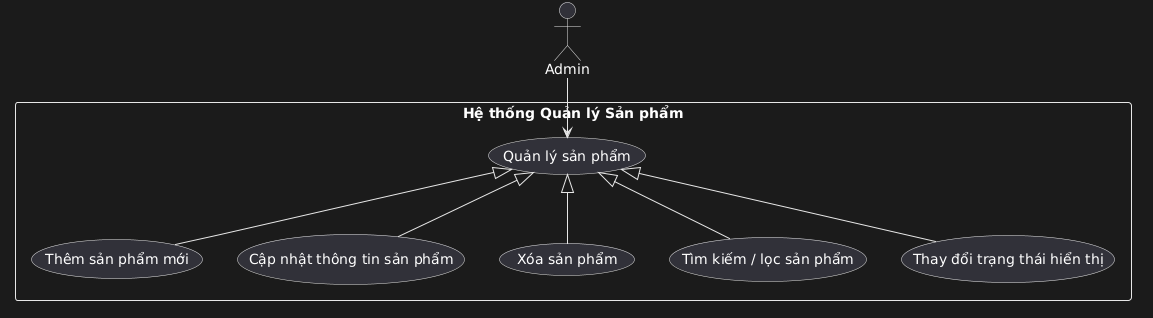 Admin
Hệ thống Quản lý Sản phẩm
Quản lý sản phẩm
Thêm sản phẩm mới
Cập nhật thông tin sản phẩm
Xóa sản phẩm
Tìm kiếm / lọc sản phẩm
Thay đổi trạng thái hiển thị